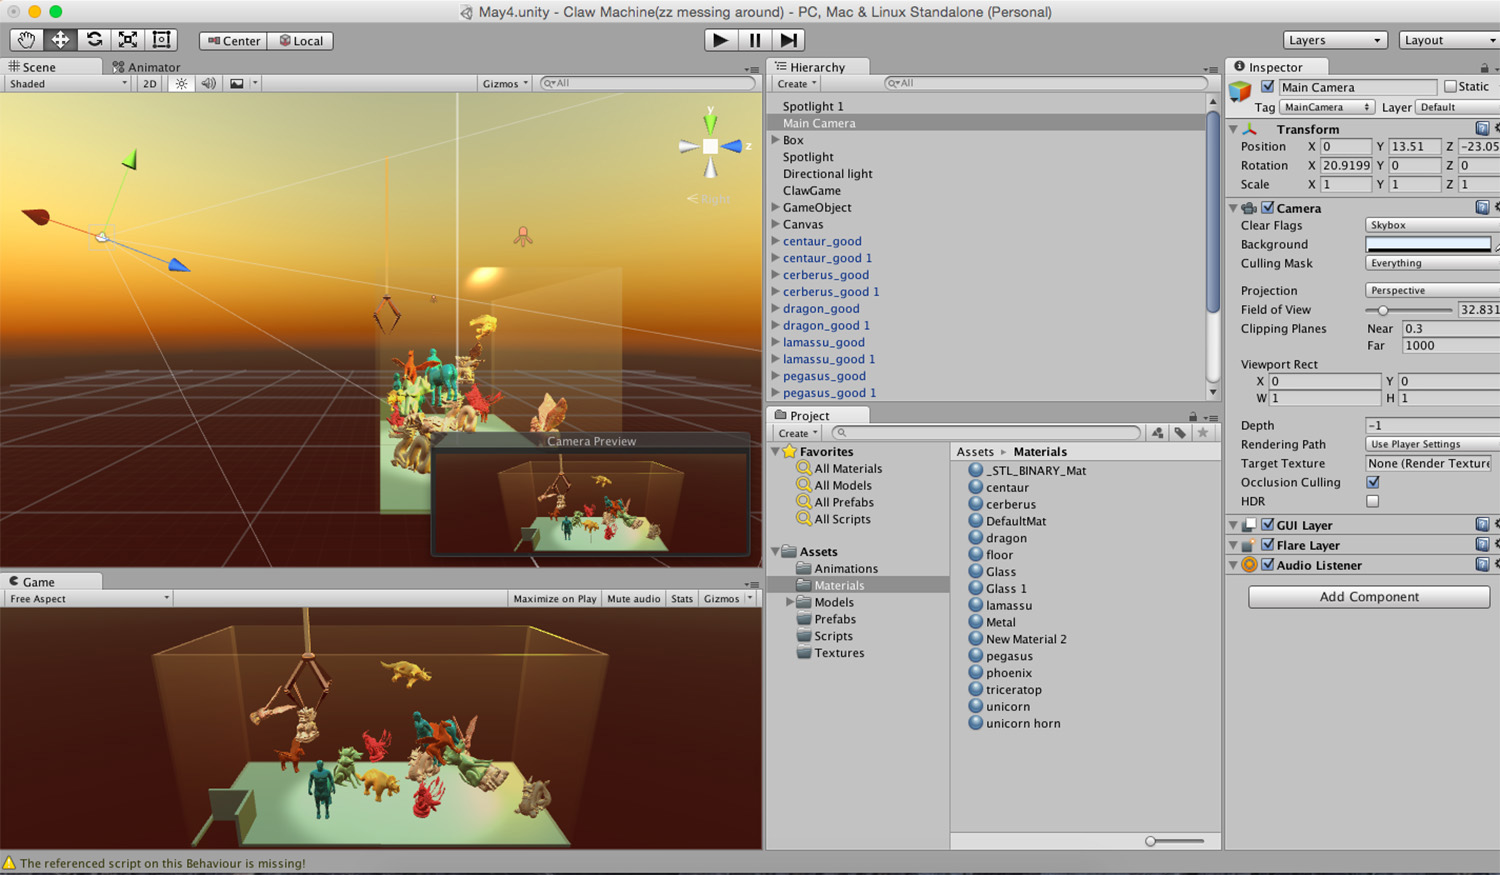 May4.unity - Claw Machine(zz messing around) - PC, Mac & Linux Standalone (Personal)
Center Local
Layers Layout
Scene Animator
Shaded 2D Gizmos All
y
z
Right
Camera Preview
Game
Free Aspect Maximize on Play Mute audio Stats Gizmos
The referenced script on this Behaviour is missing!
Hierarchy
Create All
Spotlight 1
Main Camera
Box
Spotlight
Directional light
ClawGame
GameObject
Canvas
centaur_good
centaur_good 1
cerberus_good
cerberus_good 1
dragon_good
dragon_good 1
lamassu_good
lamassu_good 1
pegasus_good
pegasus_good 1
Project
Create
Favorites
All Materials
All Models
All Prefabs
All Scripts
Assets
Animations
Materials
Models
Prefabs
Scripts
Textures
Assets Materials
_STL_BINARY_Mat
centaur
cerberus
DefaultMat
dragon
floor
Glass
Glass 1
lamassu
Metal
New Material 2
pegasus
phoenix
triceratop
unicorn
unicorn horn
Inspector
Main Camera Static
Tag MainCamera Layer Default
Transform
Position X 0 Y 13.51 Z -23.05
Rotation X 20.9199 Y 0 Z 0
Scale X 1 Y 1 Z 1
Camera
Clear Flags Skybox
Background
Culling Mask Everything
Projection Perspective
Field of View 32.831
Clipping Planes Near 0.3
Far 1000
Viewport Rect
X 0 Y 0
W 1 H 1
Depth -1
Rendering Path Use Player Settings
Target Texture None (Render Texture
Occlusion Culling
HDR
GUI Layer
Flare Layer
Audio Listener
Add Component